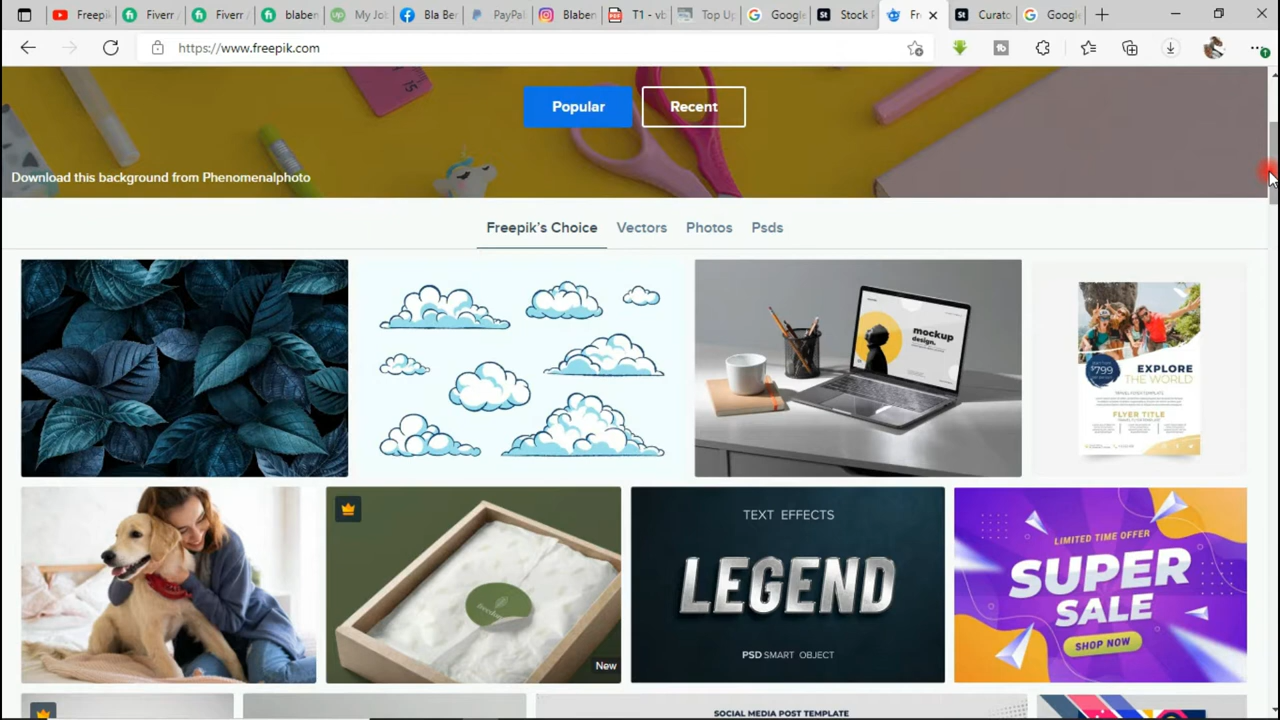 Freepi
Fiverr /
Fiverr /
blaben
My Jol
Bla Ber
PayPal
Blaben
T1 - vb
Top Up
Google
Stock P
Fr
Curato
Google
https://www.freepik.com
Popular
Recent
Download this background from Phenomenalphoto
Freepik's Choice
Vectors
Photos
Psds
mockup
design.
$799
EXPLORE
THE WORLD
FLYER TITLE
TEXT EFFECTS
LEGEND
PSD SMART OBJECT
LIMITED TIME OFFER
SUPER
SALE
SHOP NOW
New
SOCIAL MEDIA POST TEMPLATE